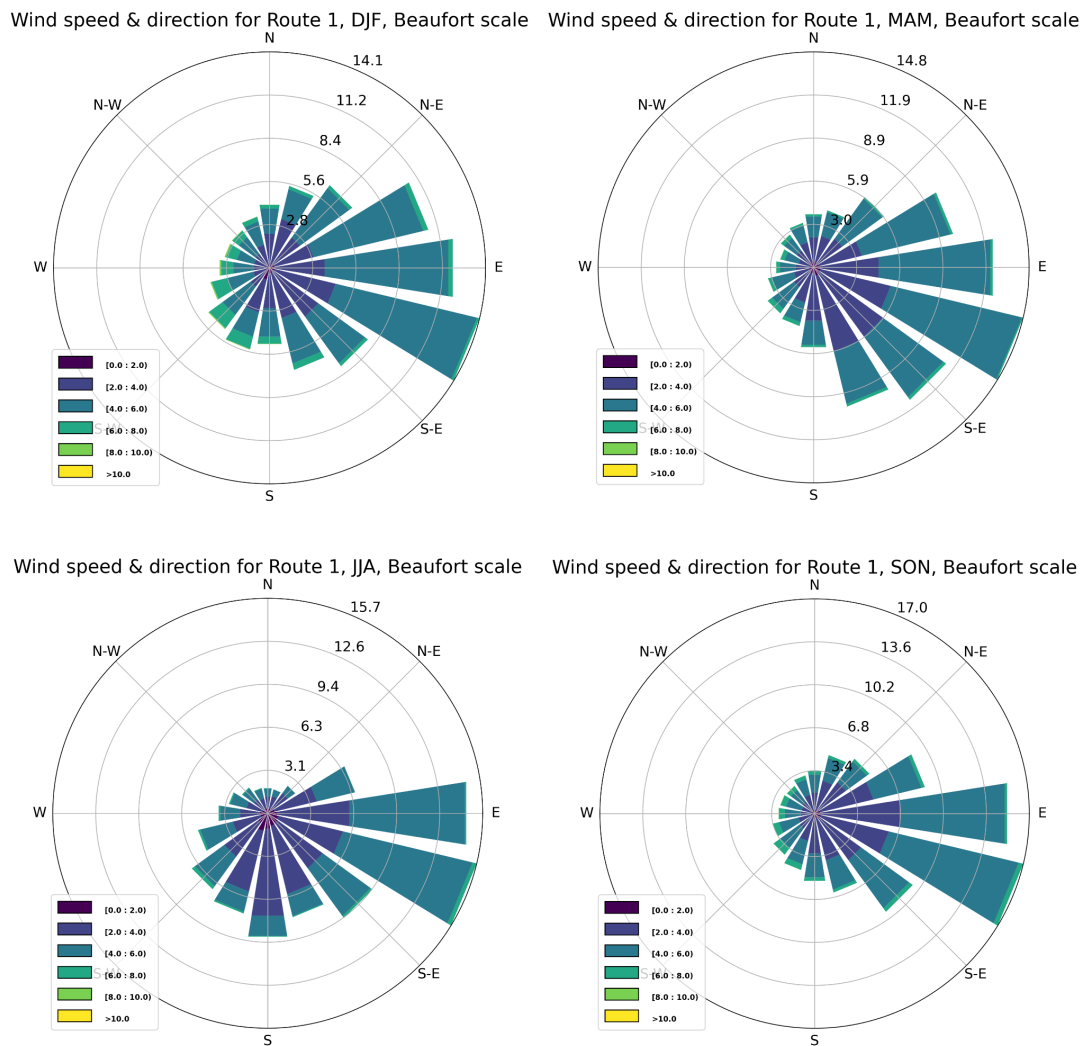 Wind speed & direction for Route 1, DJF, Beaufort scale
N
14.1
11.2
N-W
N-E
8.4
5.6
2.8
W
E
[0.0 : 2.0)
[2.0 : 4.0)
[4.0 : 6.0)
[6.0 : 8.0)
S-W
S-E
[8.0 : 10.0)
>10.0
S
Wind speed & direction for Route 1, MAM, Beaufort scale
N
14.8
11.9
N-W
N-E
8.9
5.9
3.0
W
E
[0.0 : 2.0)
[2.0 : 4.0)
[4.0 : 6.0)
[6.0 : 8.0)
S-W
S-E
[8.0 : 10.0)
>10.0
S
Wind speed & direction for Route 1, JJA, Beaufort scale
N
15.7
12.6
N-W
N-E
9.4
6.3
3.1
W
E
[0.0 : 2.0)
[2.0 : 4.0)
[4.0 : 6.0)
[6.0 : 8.0)
S-W
S-E
[8.0 : 10.0)
>10.0
S
Wind speed & direction for Route 1, SON, Beaufort scale
N
17.0
13.6
N-W
N-E
10.2
6.8
3.4
W
E
[0.0 : 2.0)
[2.0 : 4.0)
[4.0 : 6.0)
[6.0 : 8.0)
S-W
S-E
[8.0 : 10.0)
>10.0
S